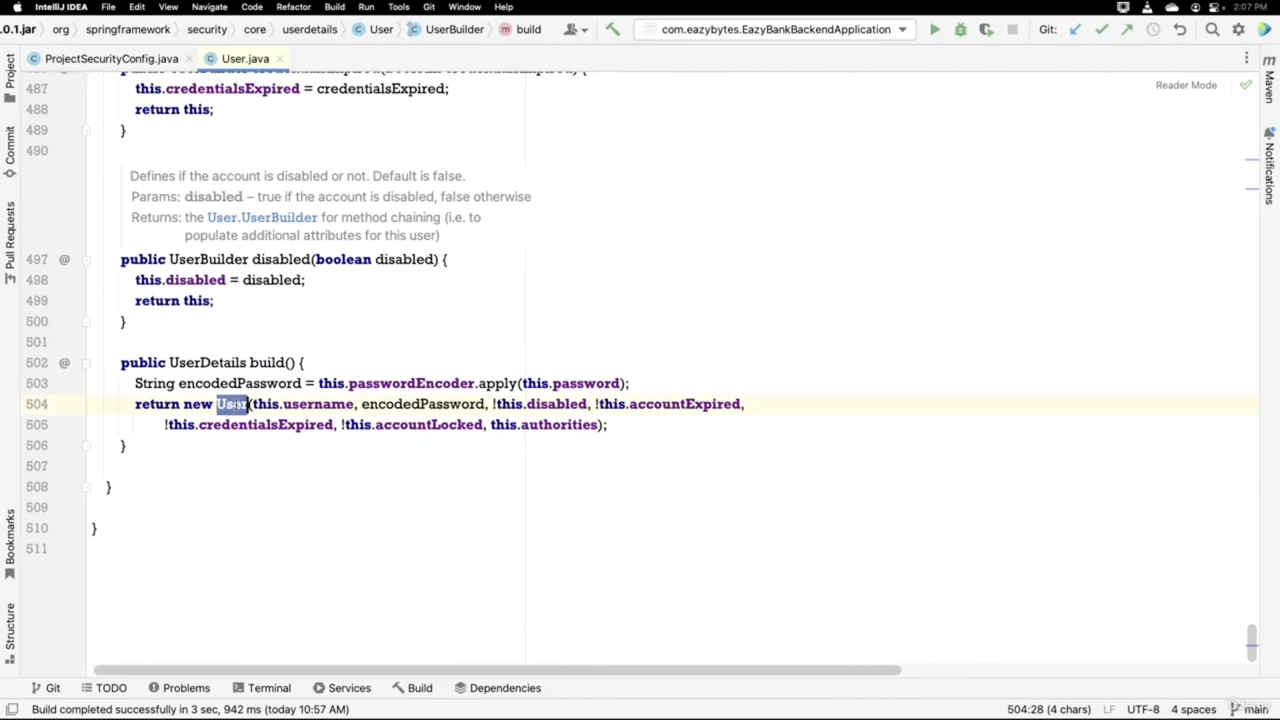 IntelliJ IDEA File Edit View Navigate Code Refactor Build Run Tools Git Window Help 2:07 PM
.0.1.jar org springframework security core userdetails User UserBuilder build com.eazybytes.EazyBankBackendApplication Git:
ProjectSecurityConfig.java User.java
Project
Commit
Pull Requests
Bookmarks
Structure
Maven
Notifications
Reader Mode
487 this.credentialsExpired = credentialsExpired;
488 return this;
489 }
490
Defines if the account is disabled or not. Default is false.
Params: disabled – true if the account is disabled, false otherwise
Returns: the User.UserBuilder for method chaining (i.e. to
populate additional attributes for this user)
497 @ public UserBuilder disabled(boolean disabled) {
498 this.disabled = disabled;
499 return this;
500 }
501
502 @ public UserDetails build() {
503 String encodedPassword = this.passwordEncoder.apply(this.password);
504 return new User(this.username, encodedPassword, !this.disabled, !this.accountExpired,
505 !this.credentialsExpired, !this.accountLocked, this.authorities);
506 }
507
508 }
509
510 }
511
Git TODO Problems Terminal Services Build Dependencies
Build completed successfully in 3 sec, 942 ms (today 10:57 AM) 504:28 (4 chars) LF UTF-8 4 spaces main